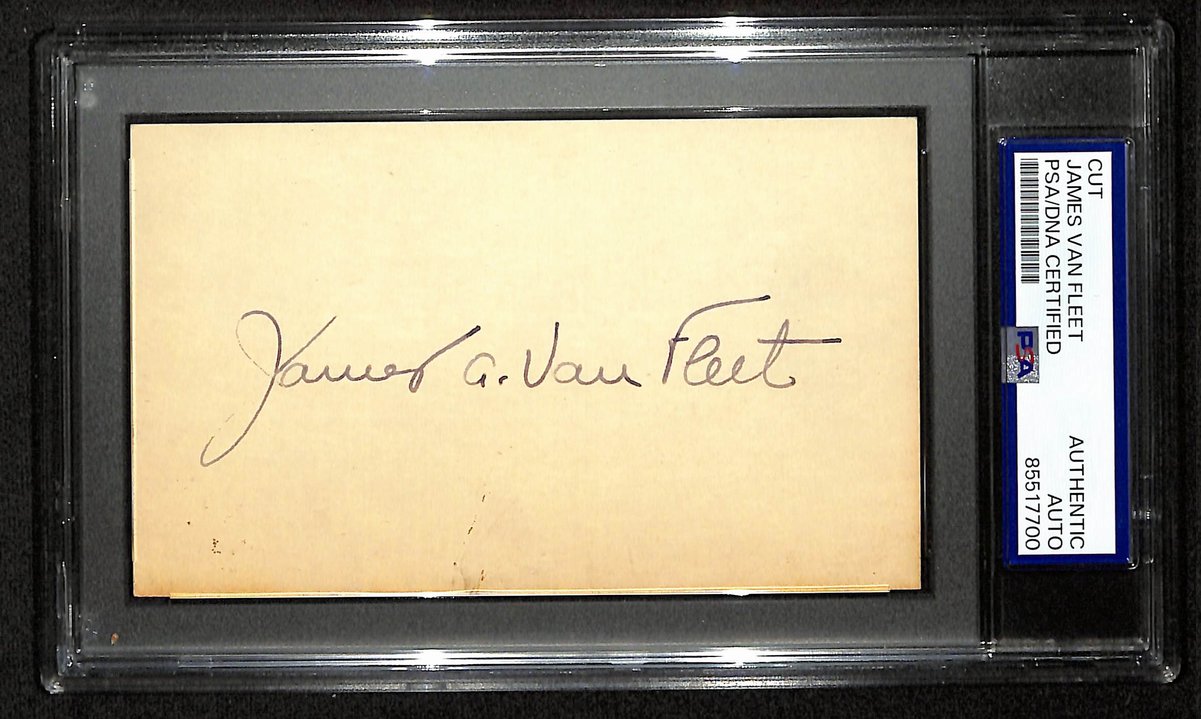 James A. Van Fleet
CUT
JAMES VAN FLEET
PSA/DNA CERTIFIED
PSA
AUTHENTIC
AUTO
85517700